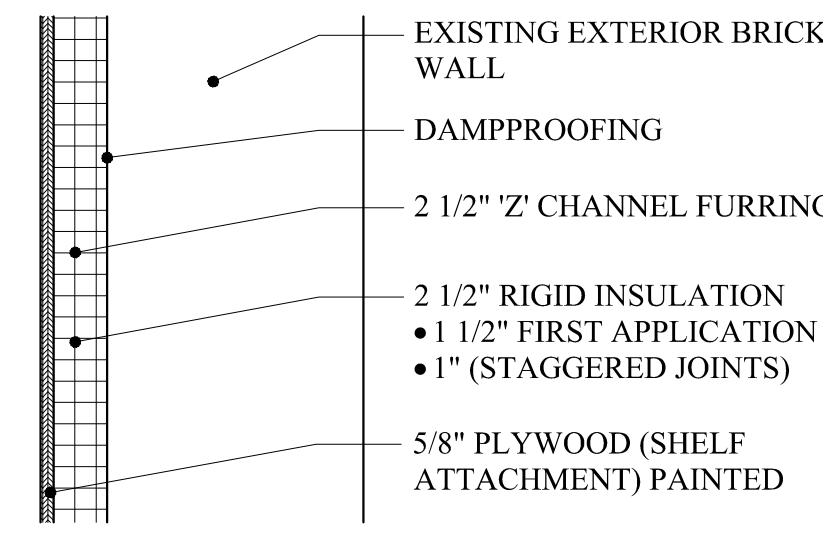 EXISTING EXTERIOR BRICK
WALL
DAMPPROOFING
2 1/2" 'Z' CHANNEL FURRING
2 1/2" RIGID INSULATION
• 1 1/2" FIRST APPLICATION
• 1" (STAGGERED JOINTS)
5/8" PLYWOOD (SHELF
ATTACHMENT) PAINTED